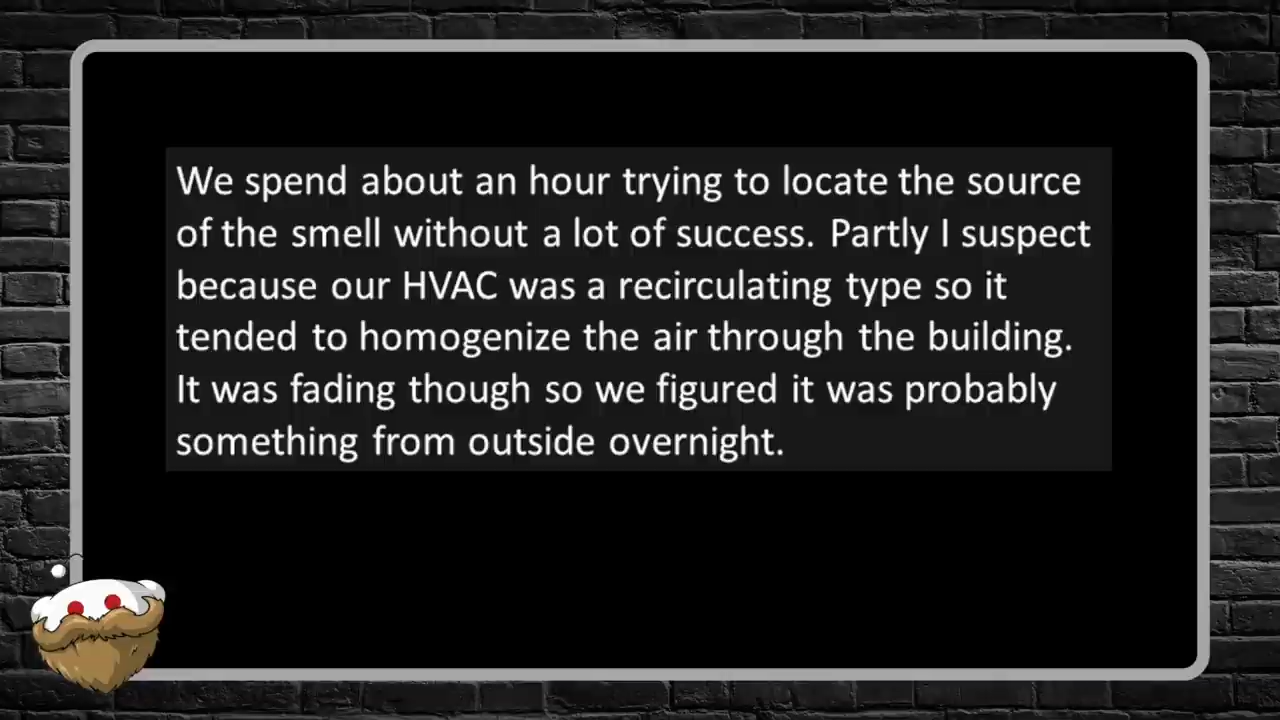 We spend about an hour trying to locate the source
of the smell without a lot of success. Partly I suspect
because our HVAC was a recirculating type so it
tended to homogenize the air through the building.
It was fading though so we figured it was probably
something from outside overnight.